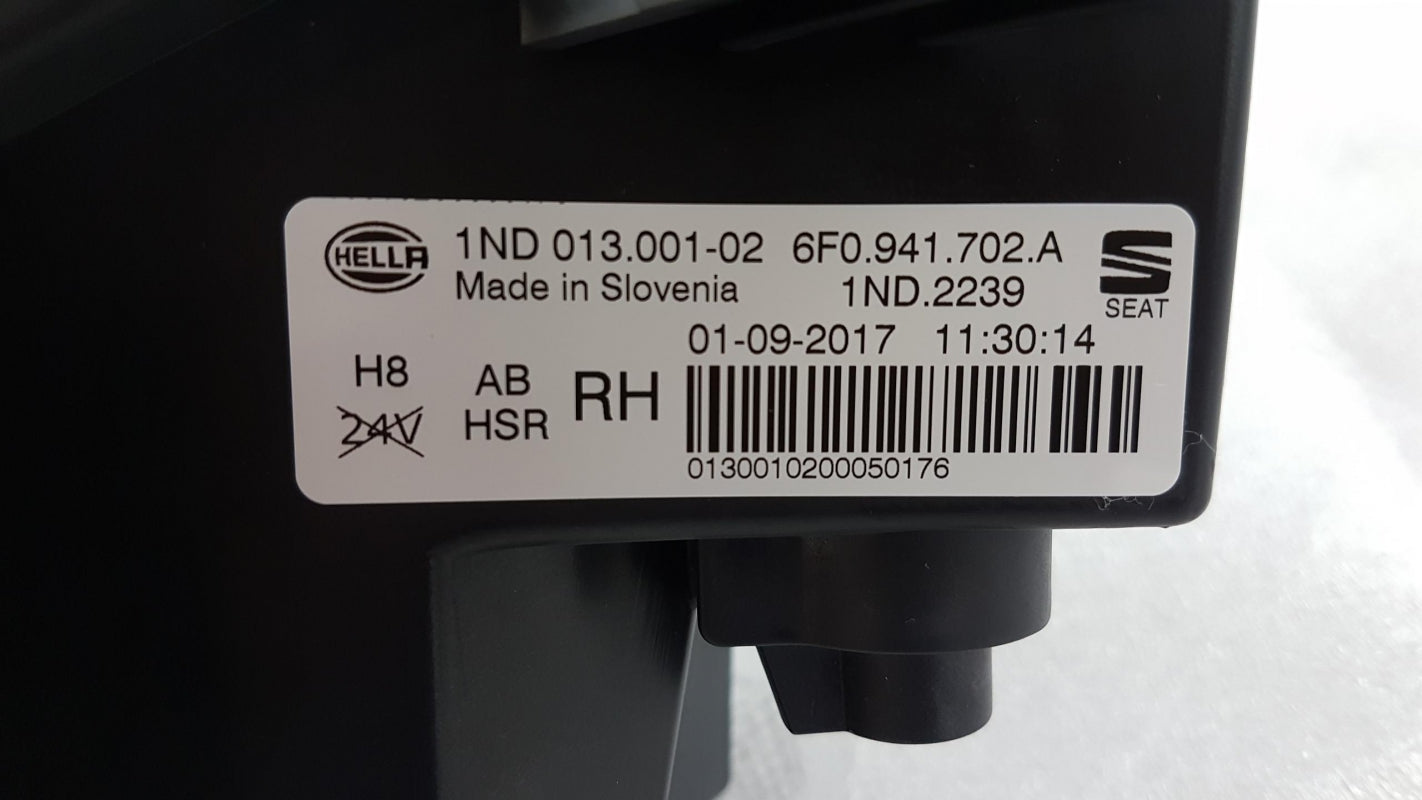 HELLA 1ND 013.001-02 6F0.941.702.A
Made in Slovenia 1ND.2239
SEAT
01-09-2017 11:30:14
H8 AB RH
24V HSR
0130010200050176